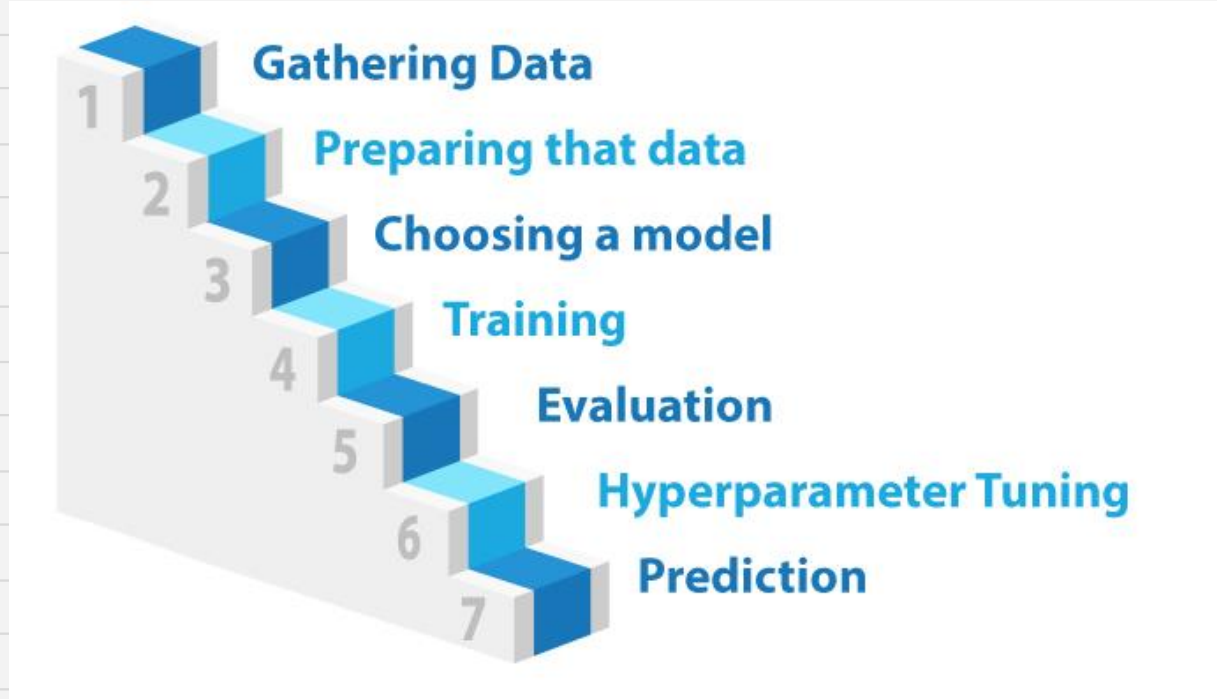 1
Gathering Data
2
Preparing that data
3
Choosing a model
4
Training
5
Evaluation
6
Hyperparameter Tuning
7
Prediction